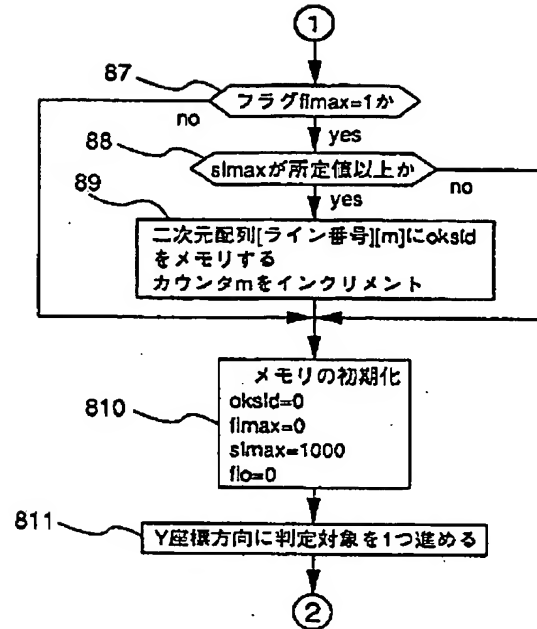 1
87
フラグflmax=1か
no
yes
88
slmaxが所定値以上か
no
yes
89
二次元配列[ライン番号][m]にoksld
をメモリする
カウンタmをインクリメント
810
メモリの初期化
oksld=0
flmax=0
slmax=1000
flo=0
811
Y座標方向に判定対象を1つ進める
2